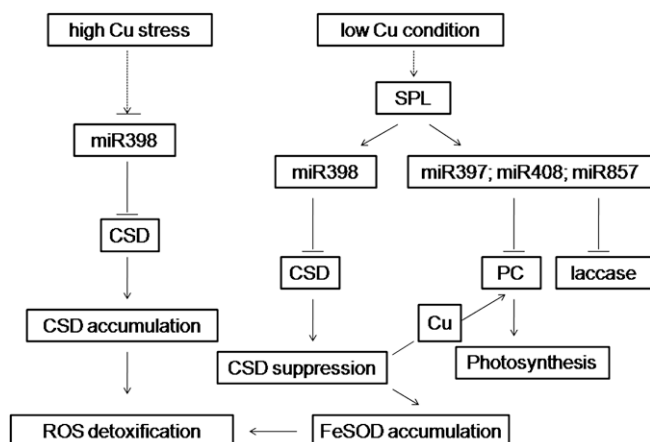 high Cu stress
low Cu condition
SPL
miR398
miR398
miR397; miR408; miR857
CSD
CSD
PC
laccase
CSD accumulation
Cu
CSD suppression
Photosynthesis
ROS detoxification
FeSOD accumulation